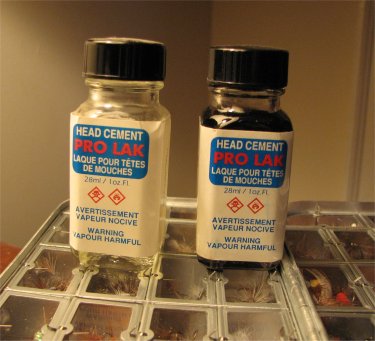 HEAD CEMENT
PRO LAK
LAQUE POUR TÊTES
DE MOUCHES
28ml / 1oz.Fl.
AVERTISSEMENT
VAPEUR NOCIVE
WARNING
VAPOUR HARMFUL
HEAD CEMENT
PRO LAK
LAQUE POUR TÊTES
DE MOUCHES
28ml / 1oz.Fl.
AVERTISSEMENT
VAPEUR NOCIVE
WARNING
VAPOUR HARMFUL